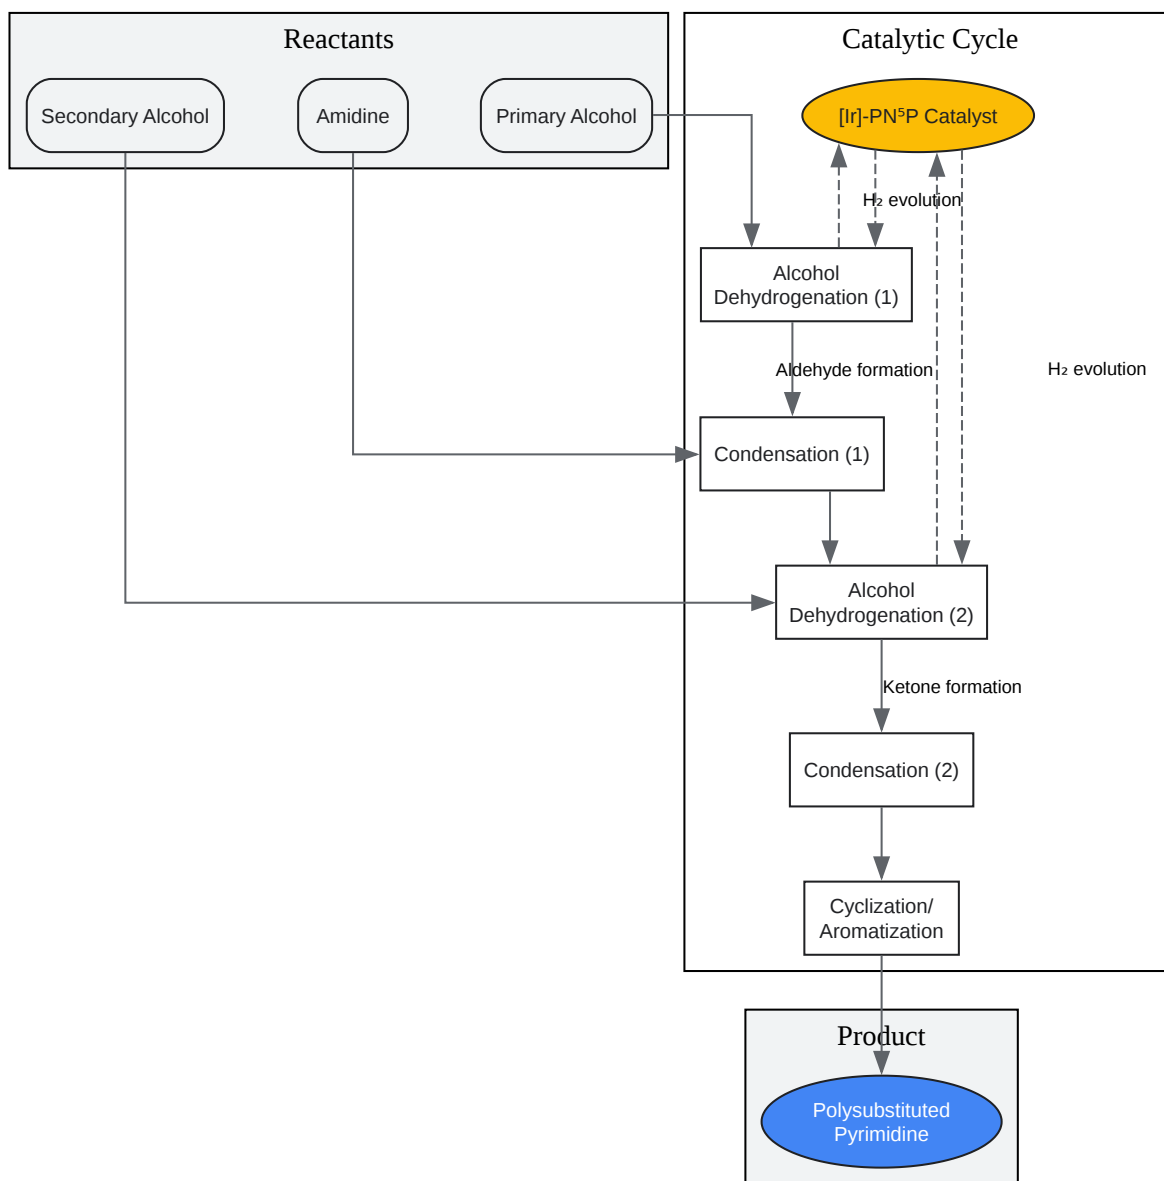 Reactants
Catalytic Cycle
Secondary Alcohol
Amidine
Primary Alcohol
[Ir]-PN⁵P Catalyst
H₂ evolution
Alcohol
Dehydrogenation (1)
Aldehyde formation
H₂ evolution
Condensation (1)
Alcohol
Dehydrogenation (2)
Ketone formation
Condensation (2)
Cyclization/
Aromatization
Product
Polysubstituted
Pyrimidine